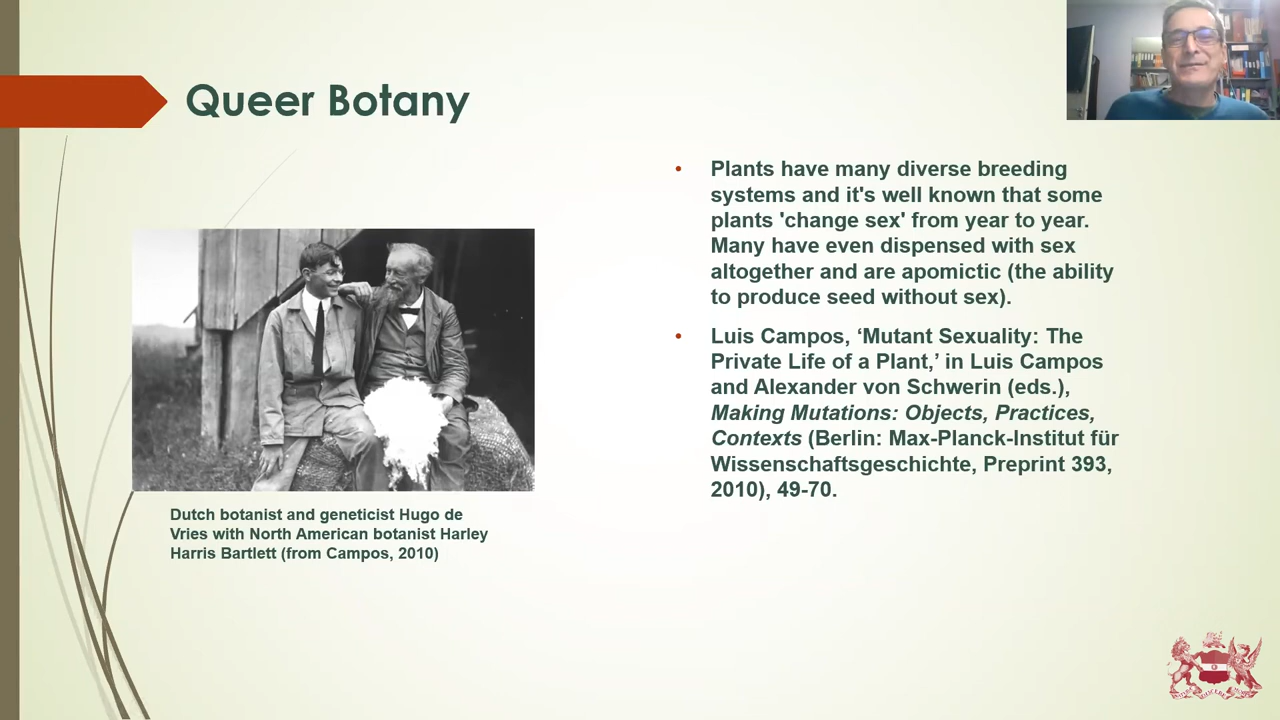 Queer Botany
Plants have many diverse breeding
systems and it's well known that some
plants 'change sex' from year to year.
Many have even dispensed with sex
altogether and are apomictic (the ability
to produce seed without sex).
Luis Campos, ‘Mutant Sexuality: The
Private Life of a Plant,’ in Luis Campos
and Alexander von Schwerin (eds.),
Making Mutations: Objects, Practices,
Contexts (Berlin: Max-Planck-Institut für
Wissenschaftsgeschichte, Preprint 393,
2010), 49-70.
Dutch botanist and geneticist Hugo de
Vries with North American botanist Harley
Harris Bartlett (from Campos, 2010)